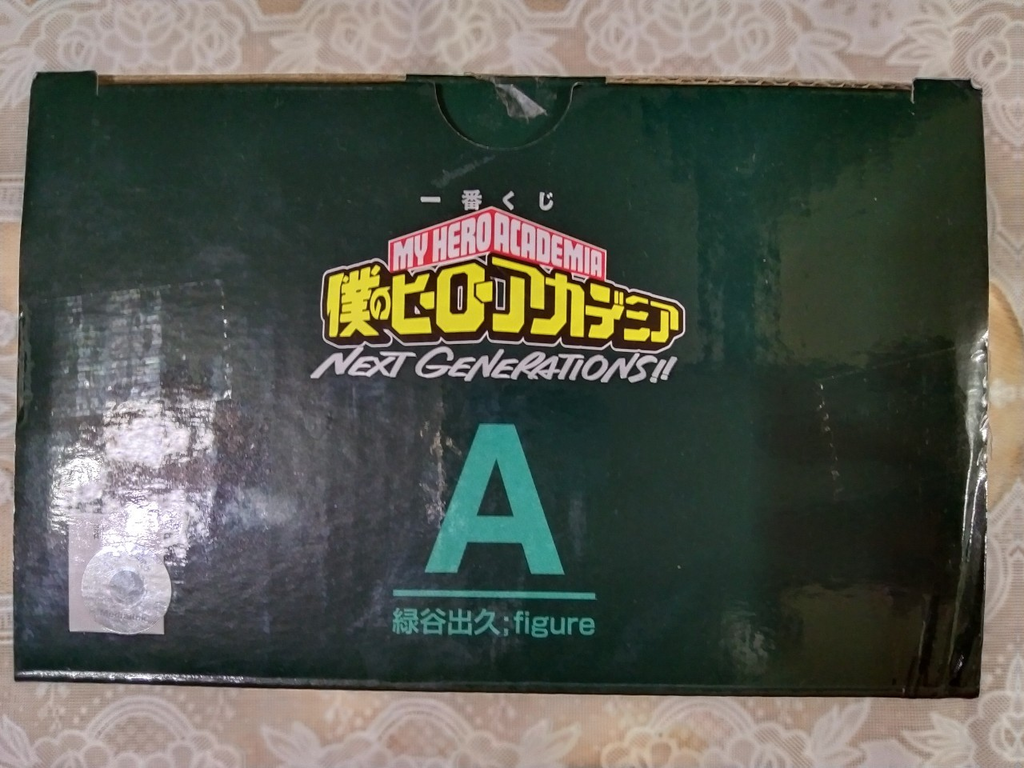 一番くじ
MY HERO ACADEMIA
僕のヒーローアカデミア
NEXT GENERATIONS!!
A
緑谷出久;figure